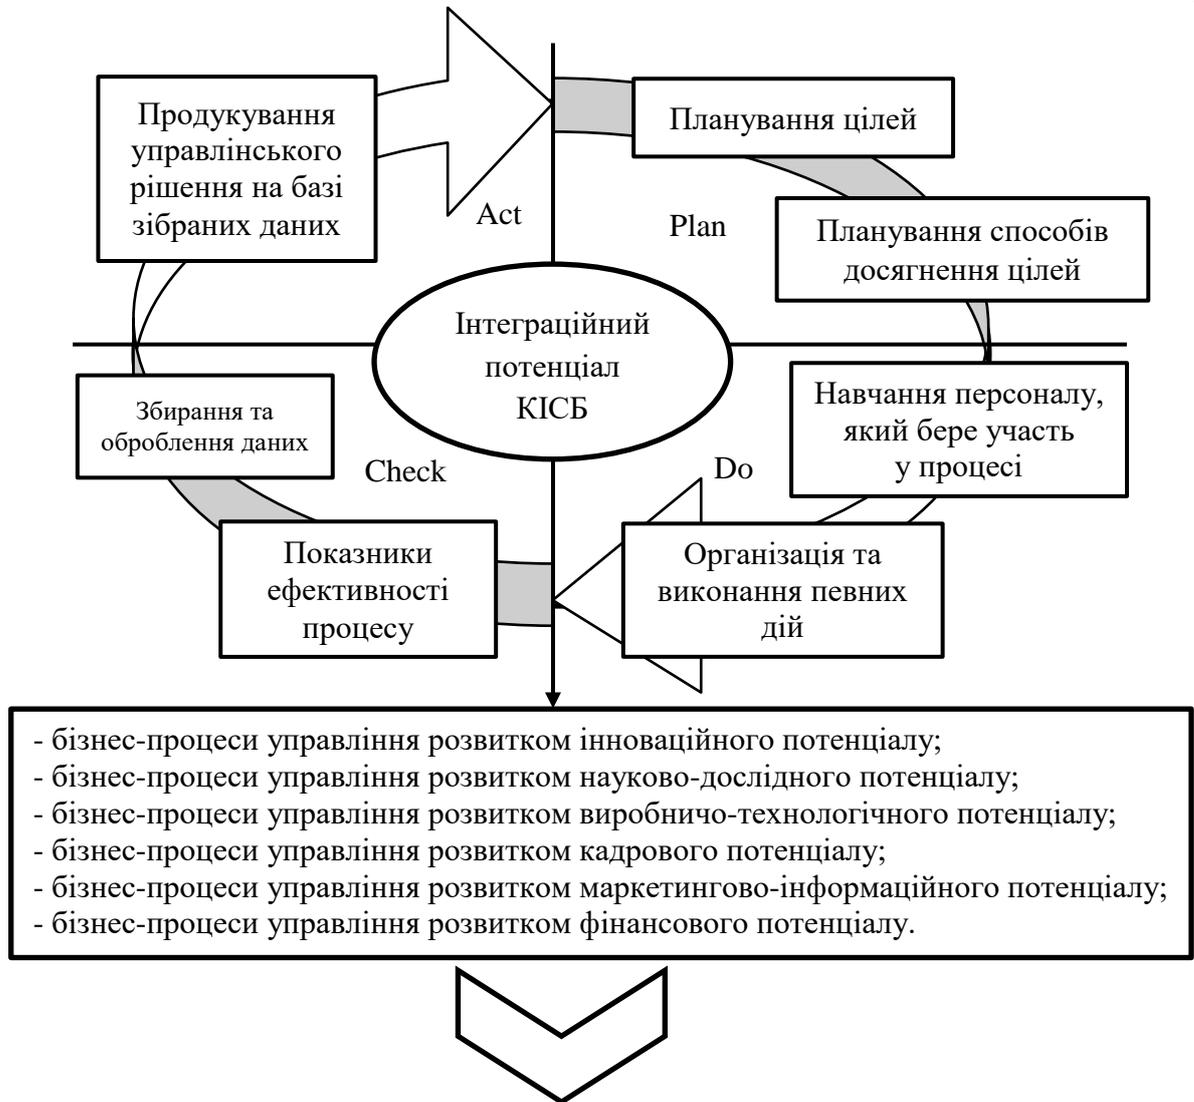 Продукування
управлінського
рішення на базі
зібраних даних
Планування цілей
Act
Plan
Планування способів
досягнення цілей
Інтеграційний
потенціал
КІСБ
Збирання та
оброблення даних
Навчання персоналу,
який бере участь
у процесі
Check
Do
Показники
ефективності
процесу
Організація та
виконання певних
дій
- бізнес-процеси управління розвитком інноваційного потенціалу;
- бізнес-процеси управління розвитком науково-дослідного потенціалу;
- бізнес-процеси управління розвитком виробничо-технологічного потенціалу;
- бізнес-процеси управління розвитком кадрового потенціалу;
- бізнес-процеси управління розвитком маркетингово-інформаційного потенціалу;
- бізнес-процеси управління розвитком фінансового потенціалу.